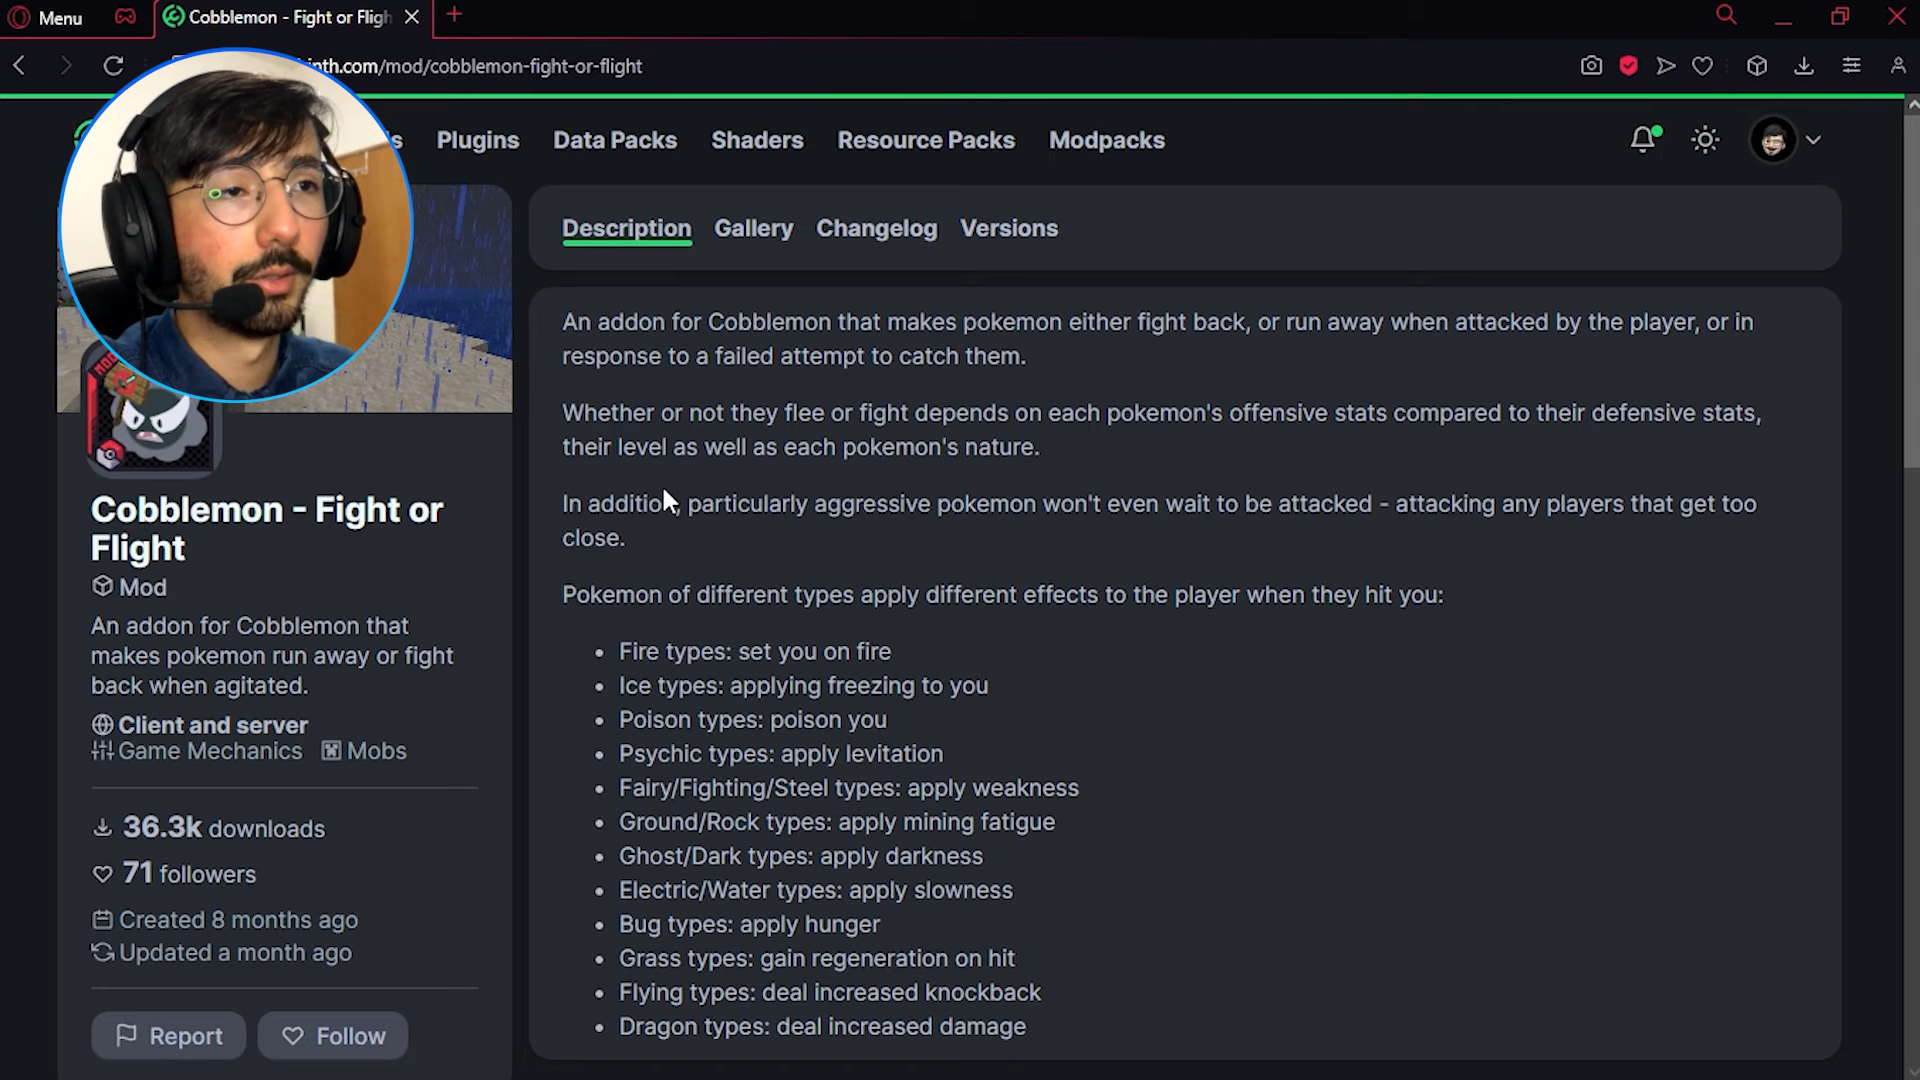 Menu
Cobblemon - Fight or Fligh
inth.com/mod/cobblemon-fight-or-flight
Plugins
Data Packs
Shaders
Resource Packs
Modpacks
Description
Gallery
Changelog
Versions
An addon for Cobblemon that makes pokemon either fight back, or run away when attacked by the player, or in
response to a failed attempt to catch them.
Whether or not they flee or fight depends on each pokemon's offensive stats compared to their defensive stats,
their level as well as each pokemon's nature.
In addition, particularly aggressive pokemon won't even wait to be attacked - attacking any players that get too
close.
Pokemon of different types apply different effects to the player when they hit you:
• Fire types: set you on fire
• Ice types: applying freezing to you
• Poison types: poison you
• Psychic types: apply levitation
• Fairy/Fighting/Steel types: apply weakness
• Ground/Rock types: apply mining fatigue
• Ghost/Dark types: apply darkness
• Electric/Water types: apply slowness
• Bug types: apply hunger
• Grass types: gain regeneration on hit
• Flying types: deal increased knockback
• Dragon types: deal increased damage
MOD
Cobblemon - Fight or
Flight
Mod
An addon for Cobblemon that
makes pokemon run away or fight
back when agitated.
Client and server
Game Mechanics
Mobs
36.3k downloads
71 followers
Created 8 months ago
Updated a month ago
Report
Follow